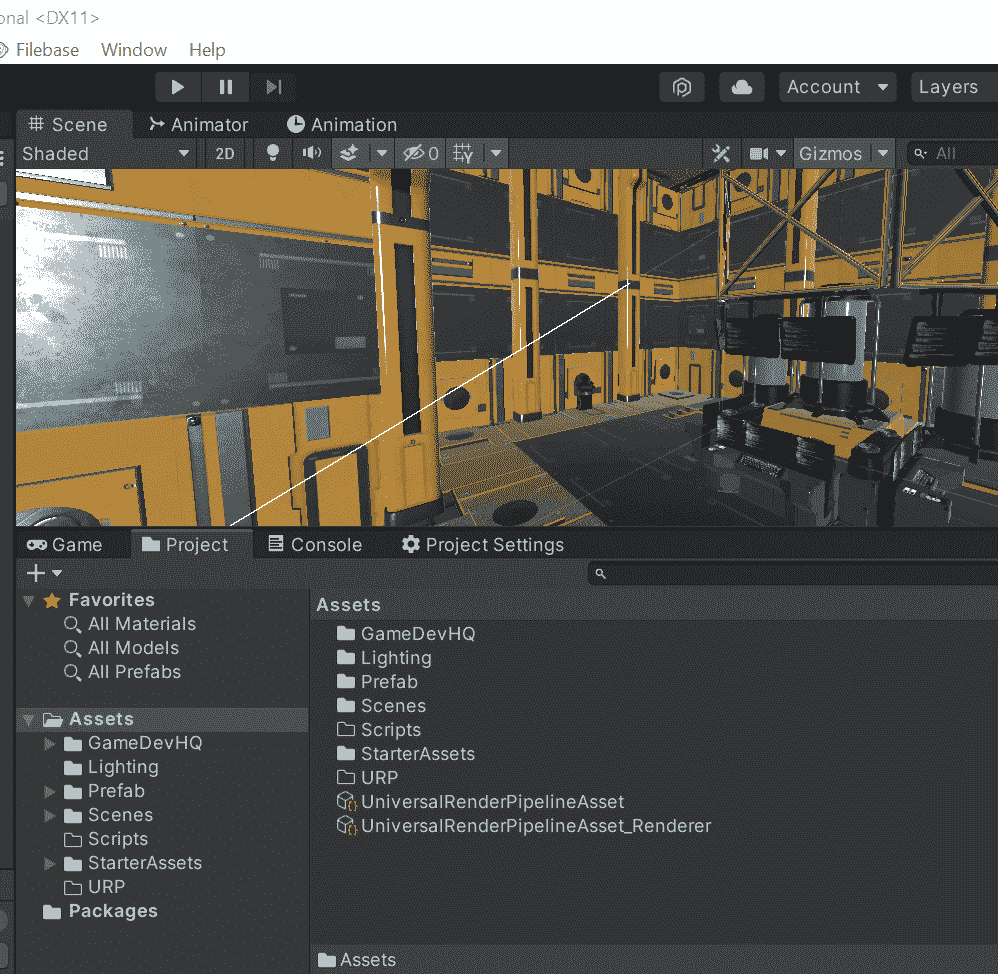 onal <DX11>
Filebase Window Help
Account Layers
Scene Animator Animation
Shaded 2D 0 Gizmos All
Game Project Console Project Settings
Favorites
All Materials
All Models
All Prefabs
Assets
GameDevHQ
Lighting
Prefab
Scenes
Scripts
StarterAssets
URP
Packages
Assets
GameDevHQ
Lighting
Prefab
Scenes
Scripts
StarterAssets
URP
UniversalRenderPipelineAsset
UniversalRenderPipelineAsset_Renderer
Assets